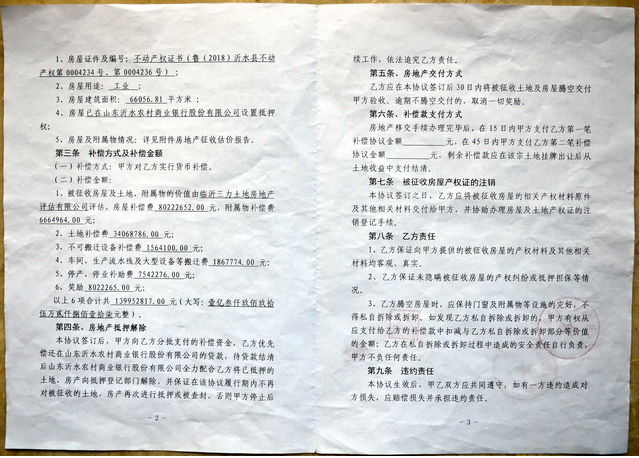 1、房屋证件及编号：不动产权证书（鲁（2018）沂水县不动
产权第0004234号、第0004236号）；
2、房屋用途：工业；
3、房屋建筑面积：66056.81平方米；
4、房屋已在山东沂水农村商业银行股份有限公司设置抵押
权；
5、房屋及附属物情况：详见附件房地产征收估价报告。
第三条 补偿方式及补偿金额
（一）补偿方式：甲方对乙方实行货币补偿。
（二）补偿金额：
1、被征收房屋及土地、附属物的价值由临沂三力土地房地产
评估有限公司评估，房屋补偿费80222652.00元，附属物补偿费
6664964.00元；
2、土地补偿费34068786.00元；
3、不可搬迁设备补偿费1564100.00元；
4、车间、生产流水线及大型设备等搬迁费1867774.00元；
5、停产、停业补助费7542276.00元；
6、奖励8022265.00元
以上6项合计共139952817.00元（大写：壹亿叁仟玖佰玖拾
伍万贰仟捌佰壹拾柒元整）。
第四条、房地产抵押解除
本协议签订后，甲方向乙方分拨支付的补偿资金，乙方优先
偿还在山东沂水农村商业银行股份有限公司的贷款，待贷款结清
后山东沂水农村商业银行股份有限公司全力配合乙方将已抵押的
土地，房产向抵押登记部门解除，并保证在该协议履行期内不再
对被征收的土地，房产再次进行抵押或被查封，否则甲方停止后
- 2 -
续工作，依法追究乙方责任。
第五条、房地产交付方式
乙方应在本协议签订后30日内将被征收土地及房屋腾空交付
甲方验收。逾期不腾空交付的，取消一切奖励。
第六条、补偿款支付方式
房地产移交手续办理完毕后，在15日内甲方支付乙方第一笔
补偿协议金额______元，在45日内甲方支付乙方第二笔补偿
协议金额______元，剩余补偿款应在该宗土地挂牌出让后从
土地收益中支付结清。
第七条 被征收房屋产权证的注销
本协议签订之日，乙方应将被征收房屋的相关产权材料原件
及其他相关材料交付给甲方，并协助办理房屋及土地产权证的注
销登记手续。
第八条 乙方责任
1、乙方保证向甲方提供的被征收房屋的产权材料及其他相关
材料均客观、真实。
2、乙方保证未隐瞒被征收房屋的产权纠纷或抵押担保等情
况。
3、乙方腾空房屋时，应保持门窗及附属物等设施的完好，不
得私自拆除或拆卸。如发现乙方私自拆除或拆卸的，甲方有权从
应支付给乙方的补偿款中扣减与乙方私自拆除或拆卸部分等价值
的金额；乙方在私自拆除或拆卸过程中造成的安全责任自行负责，
甲方不负任何责任。
第九条 违约责任
本协议生效后，甲乙双方应共同遵守，如有一方违约造成对
方损失，应赔偿损失并承担违约责任。
- 3 -